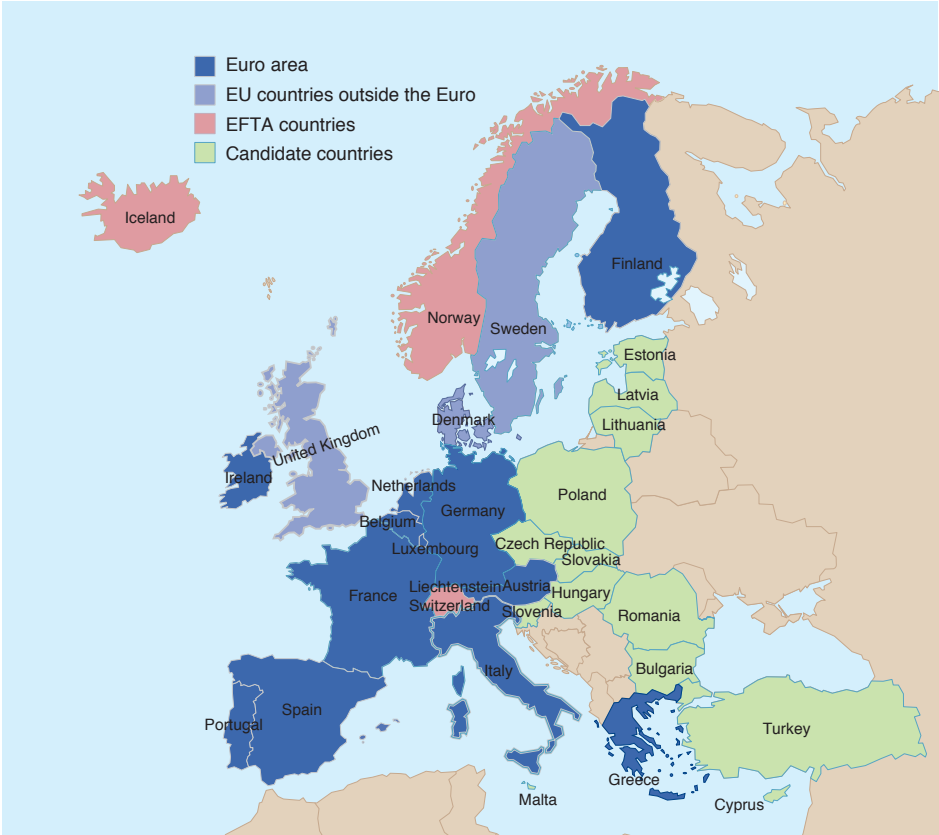 Euro area
EU countries outside the Euro
EFTA countries
Candidate countries
Iceland
Finland
Norway
Sweden
Estonia
Latvia
Lithuania
Denmark
United Kingdom
Ireland
Netherlands
Poland
Germany
Belgium
Czech Republic
Luxembourg
Slovakia
Liechtenstein
Austria
Hungary
France
Switzerland
Slovenia
Romania
Bulgaria
Italy
Spain
Portugal
Turkey
Greece
Malta
Cyprus